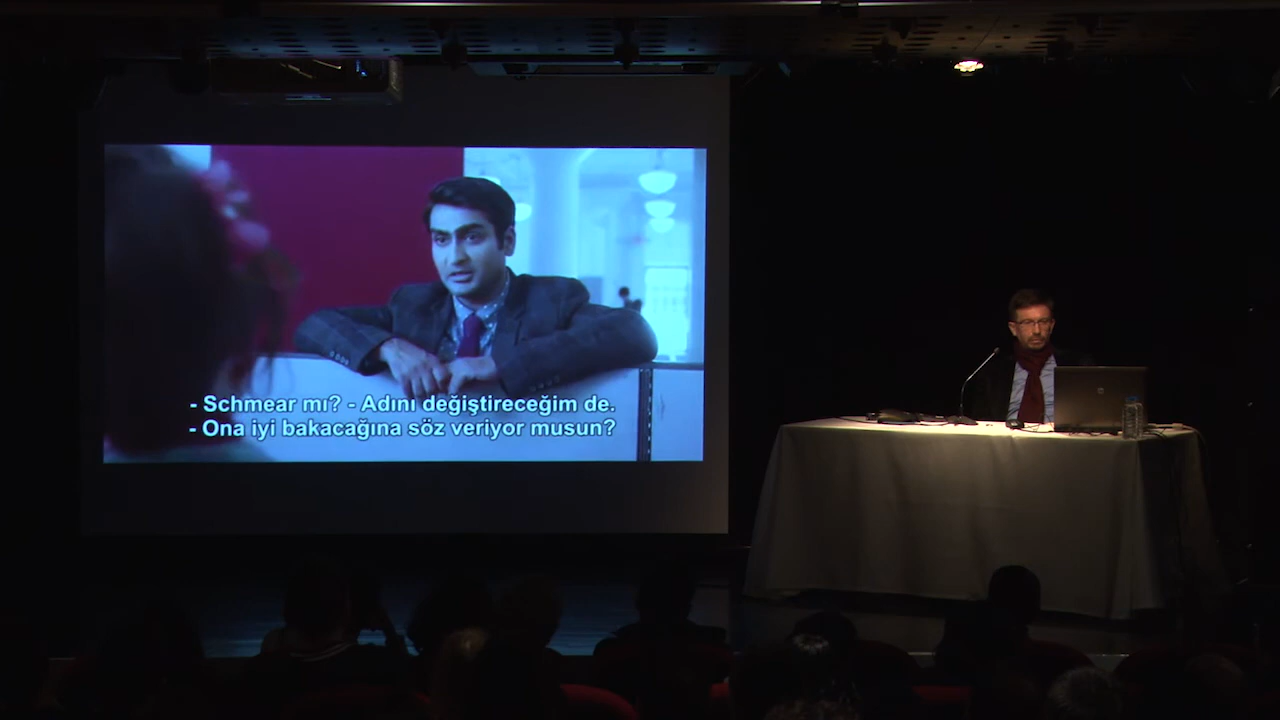 - Schmear mı? - Adını değiştireceğim de.
- Ona iyi bakacağına söz veriyor musun?